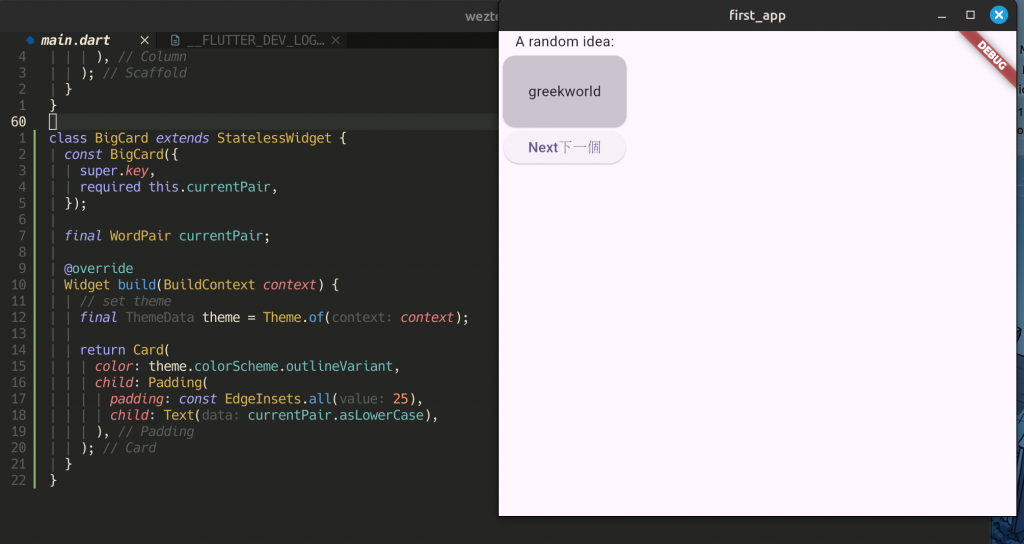 wezte
main.dart
__FLUTTER_DEV_LOG…
4 ), // Column
3 ); // Scaffold
2 }
1 }
60
1 class BigCard extends StatelessWidget {
2 const BigCard({
3 super.key,
4 required this.currentPair,
5 });
6
7 final WordPair currentPair;
8
9 @override
10 Widget build(BuildContext context) {
11 // set theme
12 final ThemeData theme = Theme.of(context: context);
13
14 return Card(
15 color: theme.colorScheme.outlineVariant,
16 child: Padding(
17 padding: const EdgeInsets.all(value: 25),
18 child: Text(data: currentPair.asLowerCase),
19 ), // Padding
20 ); // Card
21 }
22 }
first_app
DEBUG
A random idea:
greekworld
Next下一個